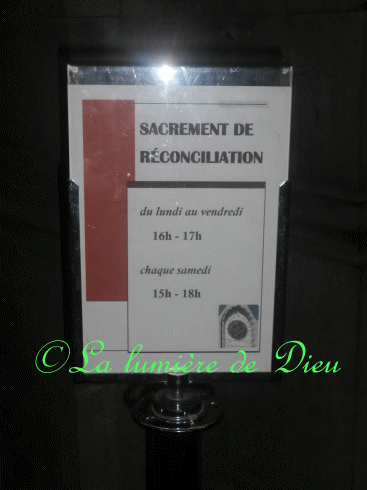 SACREMENT DE
RÉCONCILIATION
du lundi au vendredi
16h - 17h
chaque samedi
15h - 18h
©La lumière de Dieu